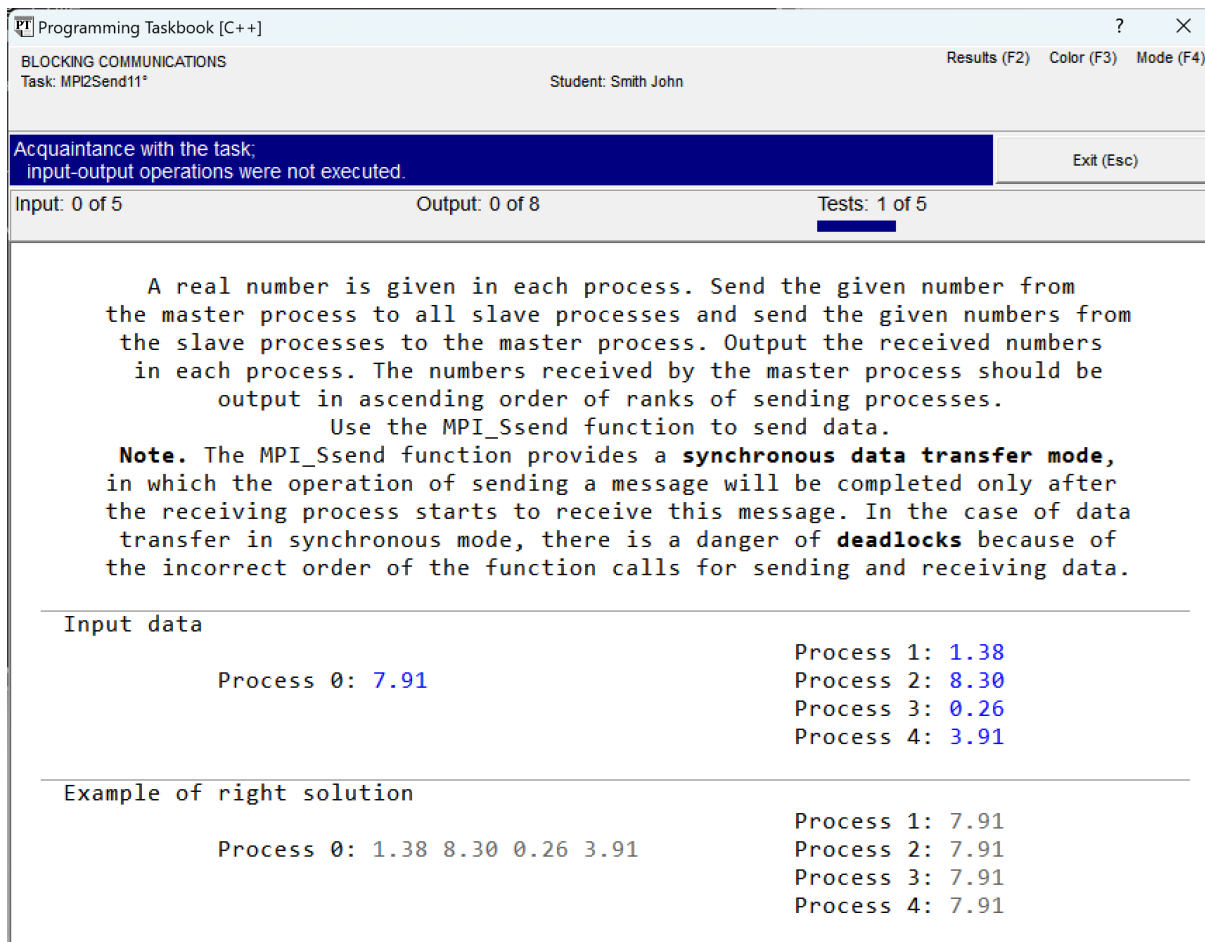 PT Programming Taskbook [C++] ? ×
BLOCKING COMMUNICATIONS Results (F2) Color (F3) Mode (F4)
Task: MPI2Send11° Student: Smith John
Acquaintance with the task;
input-output operations were not executed.
Exit (Esc)
Input: 0 of 5 Output: 0 of 8 Tests: 1 of 5
A real number is given in each process. Send the given number from
the master process to all slave processes and send the given numbers from
the slave processes to the master process. Output the received numbers
in each process. The numbers received by the master process should be
output in ascending order of ranks of sending processes.
Use the MPI_Ssend function to send data.
Note. The MPI_Ssend function provides a synchronous data transfer mode,
in which the operation of sending a message will be completed only after
the receiving process starts to receive this message. In the case of data
transfer in synchronous mode, there is a danger of deadlocks because of
the incorrect order of the function calls for sending and receiving data.
Input data
Process 1: 1.38
Process 0: 7.91 Process 2: 8.30
Process 3: 0.26
Process 4: 3.91
Example of right solution
Process 1: 7.91
Process 0: 1.38 8.30 0.26 3.91 Process 2: 7.91
Process 3: 7.91
Process 4: 7.91